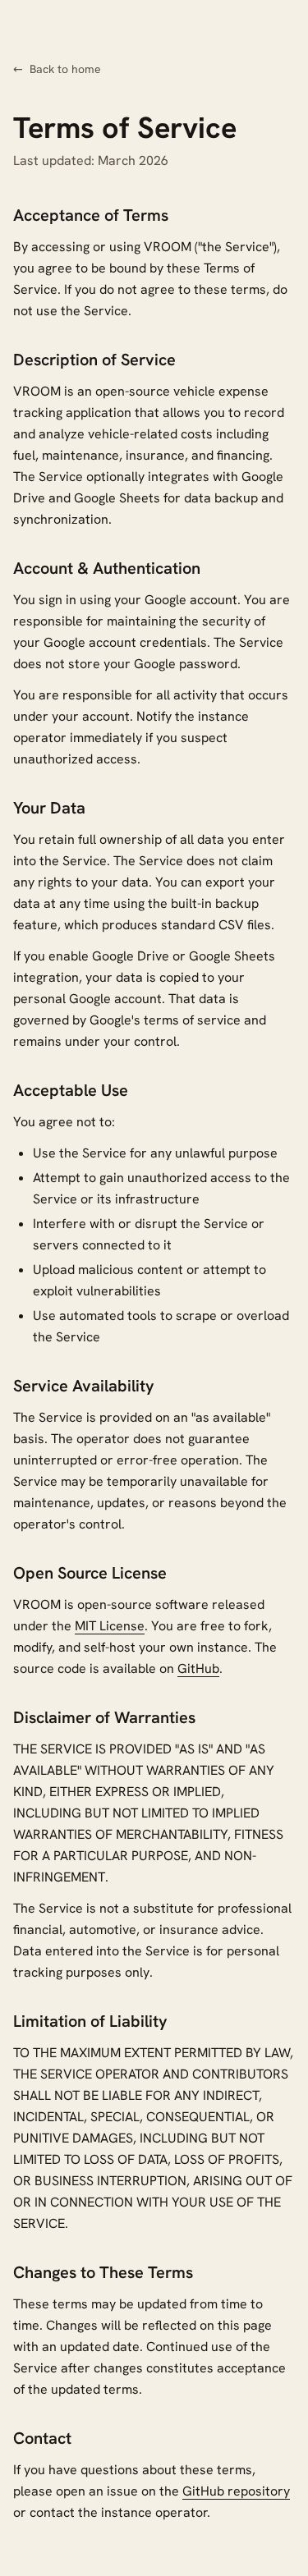 ← Back to home
Terms of Service
Last updated: March 2026
Acceptance of Terms
By accessing or using VROOM ("the Service"),
you agree to be bound by these Terms of
Service. If you do not agree to these terms, do
not use the Service.
Description of Service
VROOM is an open-source vehicle expense
tracking application that allows you to record
and analyze vehicle-related costs including
fuel, maintenance, insurance, and financing.
The Service optionally integrates with Google
Drive and Google Sheets for data backup and
synchronization.
Account & Authentication
You sign in using your Google account. You are
responsible for maintaining the security of
your Google account credentials. The Service
does not store your Google password.
You are responsible for all activity that occurs
under your account. Notify the instance
operator immediately if you suspect
unauthorized access.
Your Data
You retain full ownership of all data you enter
into the Service. The Service does not claim
any rights to your data. You can export your
data at any time using the built-in backup
feature, which produces standard CSV files.
If you enable Google Drive or Google Sheets
integration, your data is copied to your
personal Google account. That data is
governed by Google's terms of service and
remains under your control.
Acceptable Use
You agree not to:
• Use the Service for any unlawful purpose
• Attempt to gain unauthorized access to the
Service or its infrastructure
• Interfere with or disrupt the Service or
servers connected to it
• Upload malicious content or attempt to
exploit vulnerabilities
• Use automated tools to scrape or overload
the Service
Service Availability
The Service is provided on an "as available"
basis. The operator does not guarantee
uninterrupted or error-free operation. The
Service may be temporarily unavailable for
maintenance, updates, or reasons beyond the
operator's control.
Open Source License
VROOM is open-source software released
under the MIT License. You are free to fork,
modify, and self-host your own instance. The
source code is available on GitHub.
Disclaimer of Warranties
THE SERVICE IS PROVIDED "AS IS" AND "AS
AVAILABLE" WITHOUT WARRANTIES OF ANY
KIND, EITHER EXPRESS OR IMPLIED,
INCLUDING BUT NOT LIMITED TO IMPLIED
WARRANTIES OF MERCHANTABILITY, FITNESS
FOR A PARTICULAR PURPOSE, AND NON-
INFRINGEMENT.
The Service is not a substitute for professional
financial, automotive, or insurance advice.
Data entered into the Service is for personal
tracking purposes only.
Limitation of Liability
TO THE MAXIMUM EXTENT PERMITTED BY LAW,
THE SERVICE OPERATOR AND CONTRIBUTORS
SHALL NOT BE LIABLE FOR ANY INDIRECT,
INCIDENTAL, SPECIAL, CONSEQUENTIAL, OR
PUNITIVE DAMAGES, INCLUDING BUT NOT
LIMITED TO LOSS OF DATA, LOSS OF PROFITS,
OR BUSINESS INTERRUPTION, ARISING OUT OF
OR IN CONNECTION WITH YOUR USE OF THE
SERVICE.
Changes to These Terms
These terms may be updated from time to
time. Changes will be reflected on this page
with an updated date. Continued use of the
Service after changes constitutes acceptance
of the updated terms.
Contact
If you have questions about these terms,
please open an issue on the GitHub repository
or contact the instance operator.